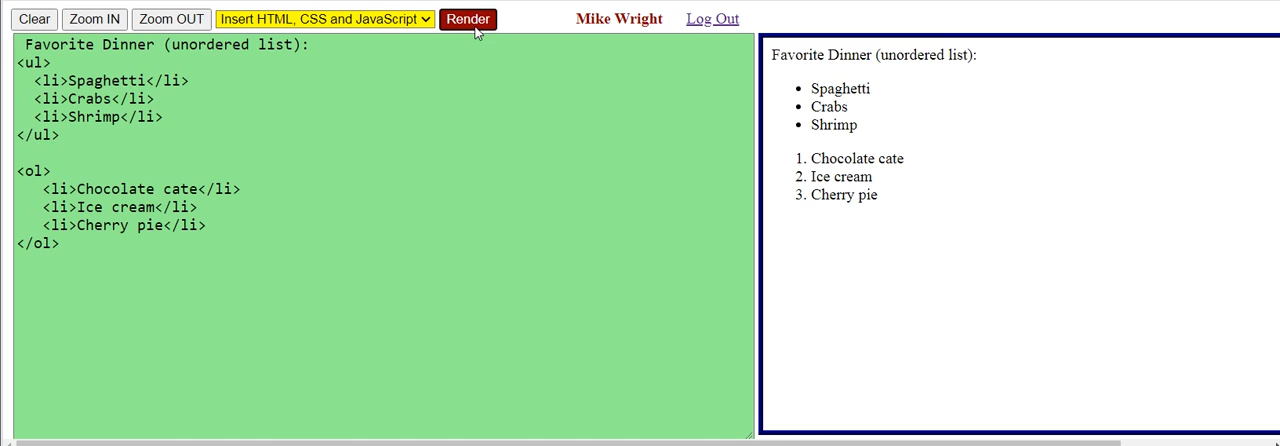 Clear Zoom IN Zoom OUT Insert HTML, CSS and JavaScript Render Mike Wright Log Out
Favorite Dinner (unordered list):
<ul>
<li>Spaghetti</li>
<li>Crabs</li>
<li>Shrimp</li>
</ul>
<ol>
<li>Chocolate cate</li>
<li>Ice cream</li>
<li>Cherry pie</li>
</ol>
Favorite Dinner (unordered list):
• Spaghetti
• Crabs
• Shrimp
1. Chocolate cate
2. Ice cream
3. Cherry pie